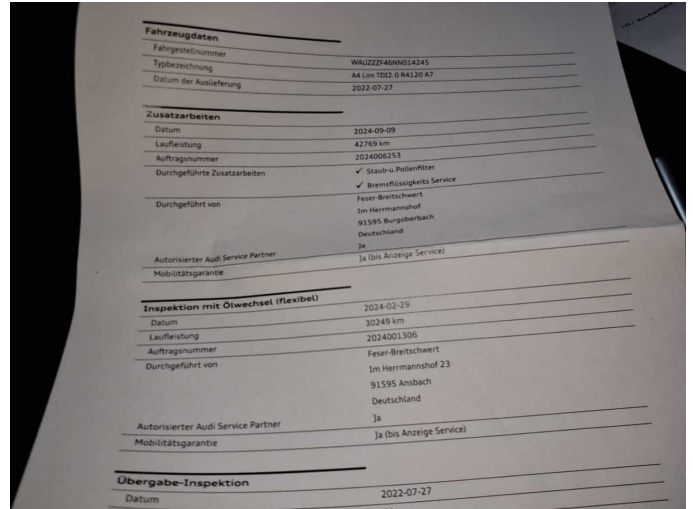 Fahrzeugdaten
Fahrgestellnummer WAUZZZF46NN014245
Typbezeichnung A4 Lim TDI2.0 R4120 A7
Datum der Auslieferung 2022-07-27
Zusatzarbeiten
Datum 2024-09-09
Laufleistung 42769 km
Auftragsnummer 2024006253
Durchgeführte Zusatzarbeiten ✓ Staub-u.Pollenfilter
✓ Bremsflüssigkeits Service
Durchgeführt von Feser-Breitschwert
Im Herrmannshof
91595 Burgoberbach
Deutschland
Autorisierter Audi Service Partner Ja
Mobilitätsgarantie Ja (bis Anzeige Service)
Inspektion mit Ölwechsel (flexibel)
Datum 2024-02-29
Laufleistung 30249 km
Auftragsnummer 2024001306
Durchgeführt von Feser-Breitschwert
Im Herrmannshof 23
91595 Ansbach
Deutschland
Autorisierter Audi Service Partner Ja
Mobilitätsgarantie Ja (bis Anzeige Service)
Übergabe-Inspektion
Datum 2022-07-27